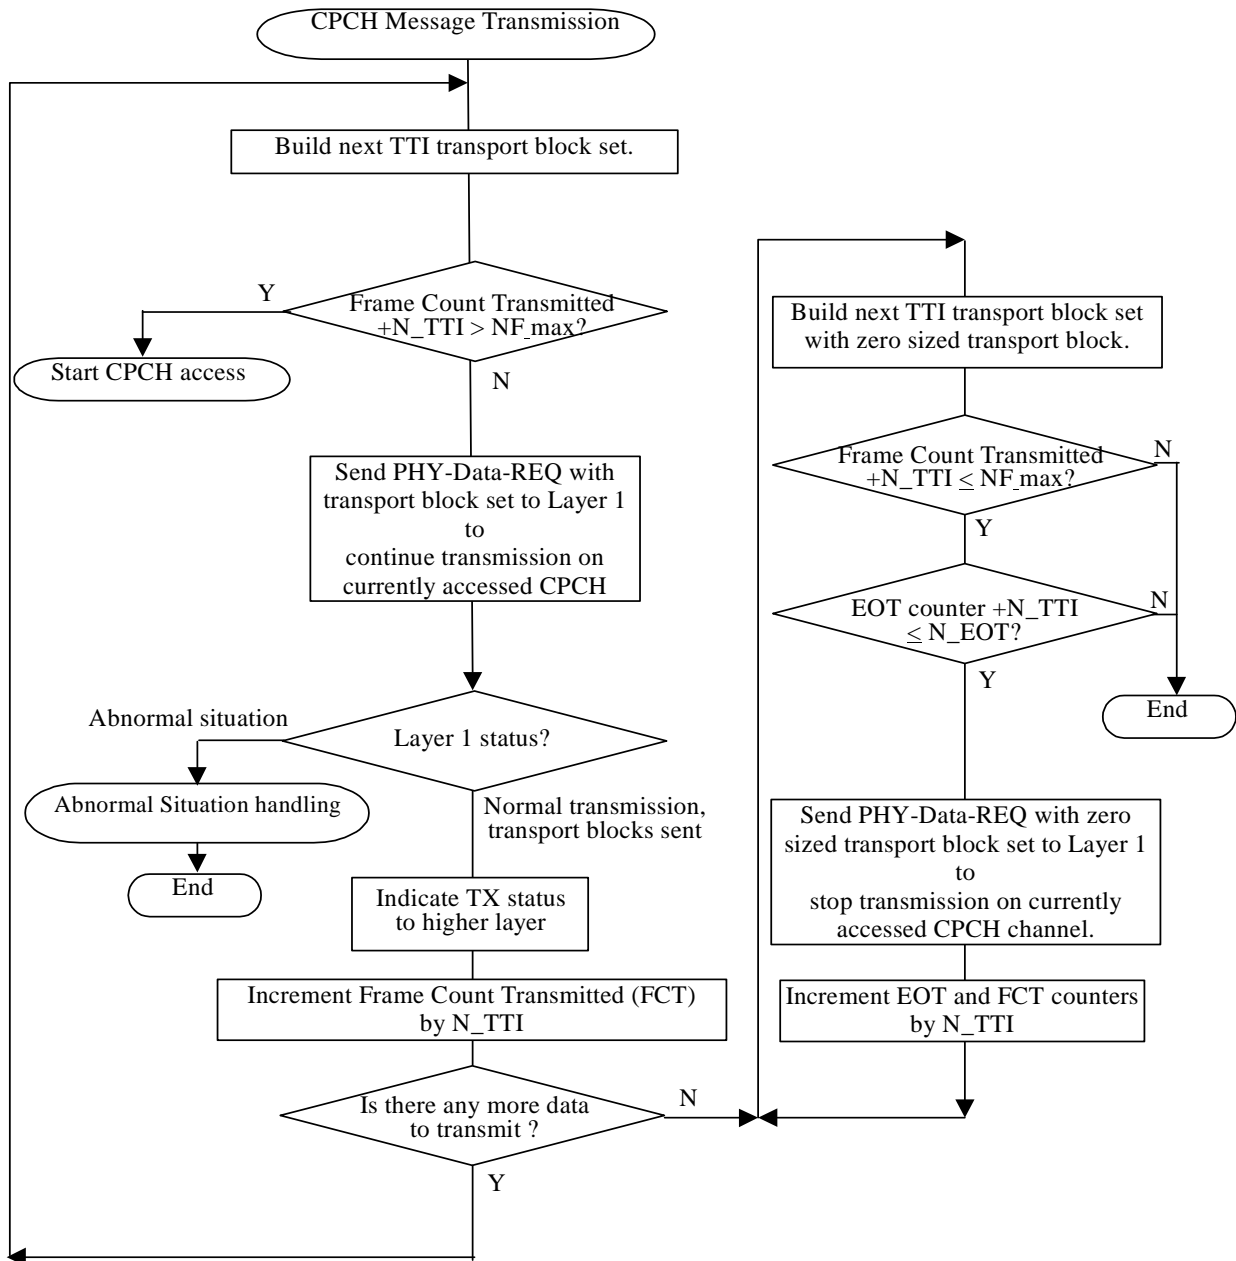 CPCH Message Transmission
Build next TTI transport block set.
Y
Frame Count Transmitted
+N_TTI > NF_max?
Start CPCH access
N
Send PHY-Data-REQ with
transport block set to Layer 1
to
continue transmission on
currently accessed CPCH
Abnormal situation
Layer 1 status?
Abnormal Situation handling
Normal transmission,
transport blocks sent
End
Indicate TX status
to higher layer
Increment Frame Count Transmitted (FCT)
by N_TTI
Is there any more data
to transmit ?
N
Y
Build next TTI transport block set
with zero sized transport block.
Frame Count Transmitted
+N_TTI ≤ NF_max?
N
Y
EOT counter +N_TTI
≤ N_EOT?
N
Y
End
Send PHY-Data-REQ with zero
sized transport block set to Layer 1
to
stop transmission on currently
accessed CPCH channel.
Increment EOT and FCT counters
by N_TTI